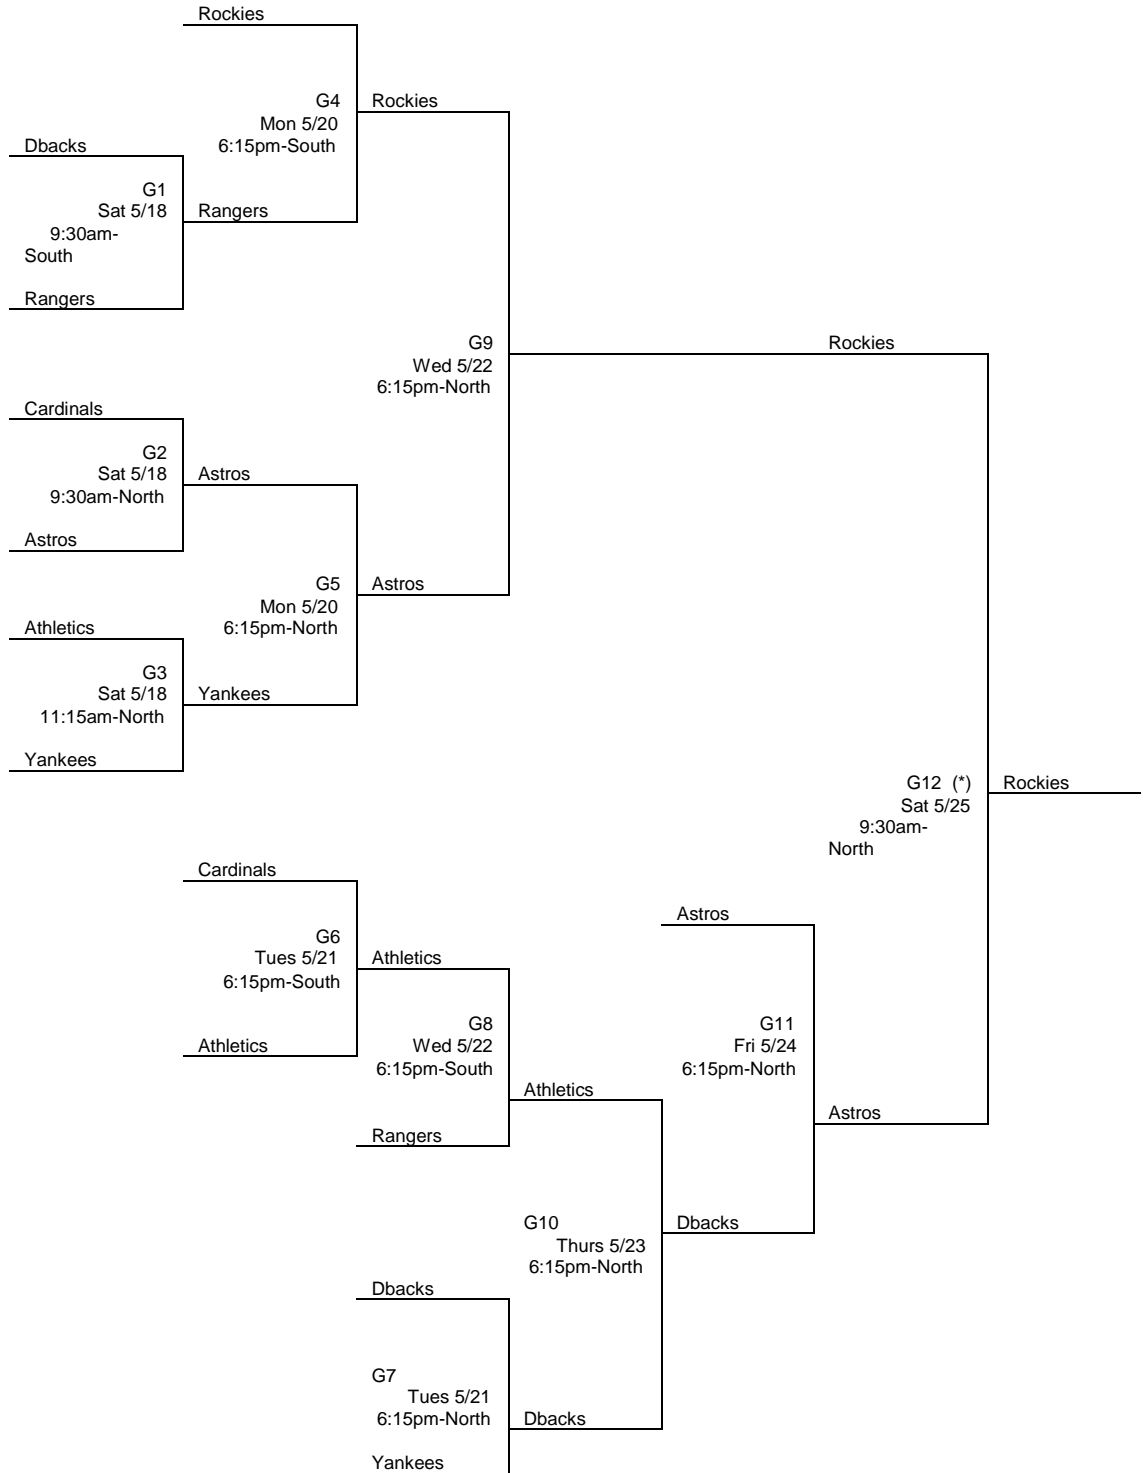 Rockies
G4
Rockies
Mon 5/20
6:15pm-South
Dbacks
G1
Sat 5/18
Rangers
9:30am-
South
Rangers
G9
Rockies
Wed 5/22
6:15pm-North
Cardinals
G2
Sat 5/18
Astros
9:30am-North
Astros
G5
Astros
Mon 5/20
6:15pm-North
Athletics
G3
Sat 5/18
Yankees
11:15am-North
Yankees
G12 (*)
Rockies
Sat 5/25
9:30am-
North
Cardinals
Astros
G6
Tues 5/21
Athletics
6:15pm-South
G8
G11
Athletics
Wed 5/22
Fri 5/24
6:15pm-South
6:15pm-North
Athletics
Astros
Rangers
G10
Dbacks
Thurs 5/23
6:15pm-North
Dbacks
G7
Tues 5/21
6:15pm-North
Dbacks
Yankees